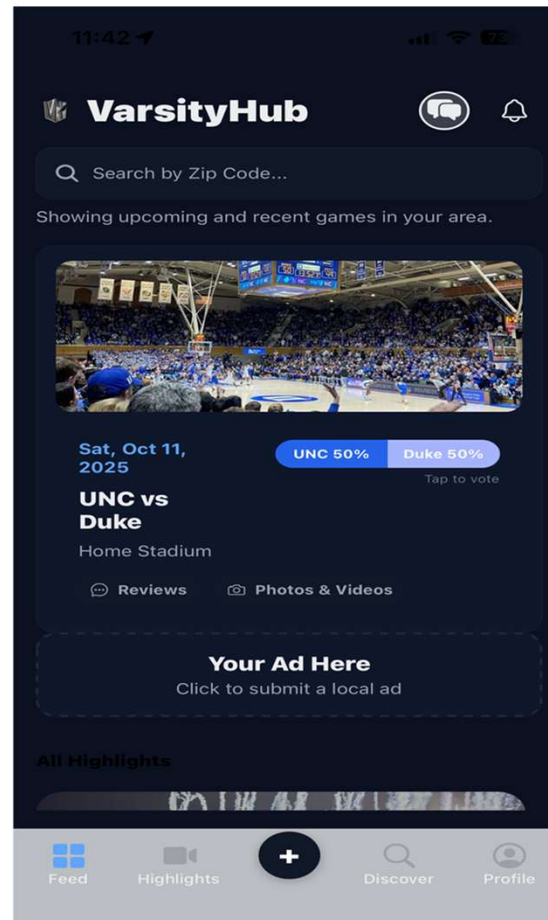 11:42
73
VarsityHub
Search by Zip Code...
Showing upcoming and recent games in your area.
Sat, Oct 11,
2025
UNC 50% Duke 50%
Tap to vote
UNC vs
Duke
Home Stadium
Reviews Photos & Videos
Your Ad Here
Click to submit a local ad
All Highlights
+
Feed Highlights Discover Profile